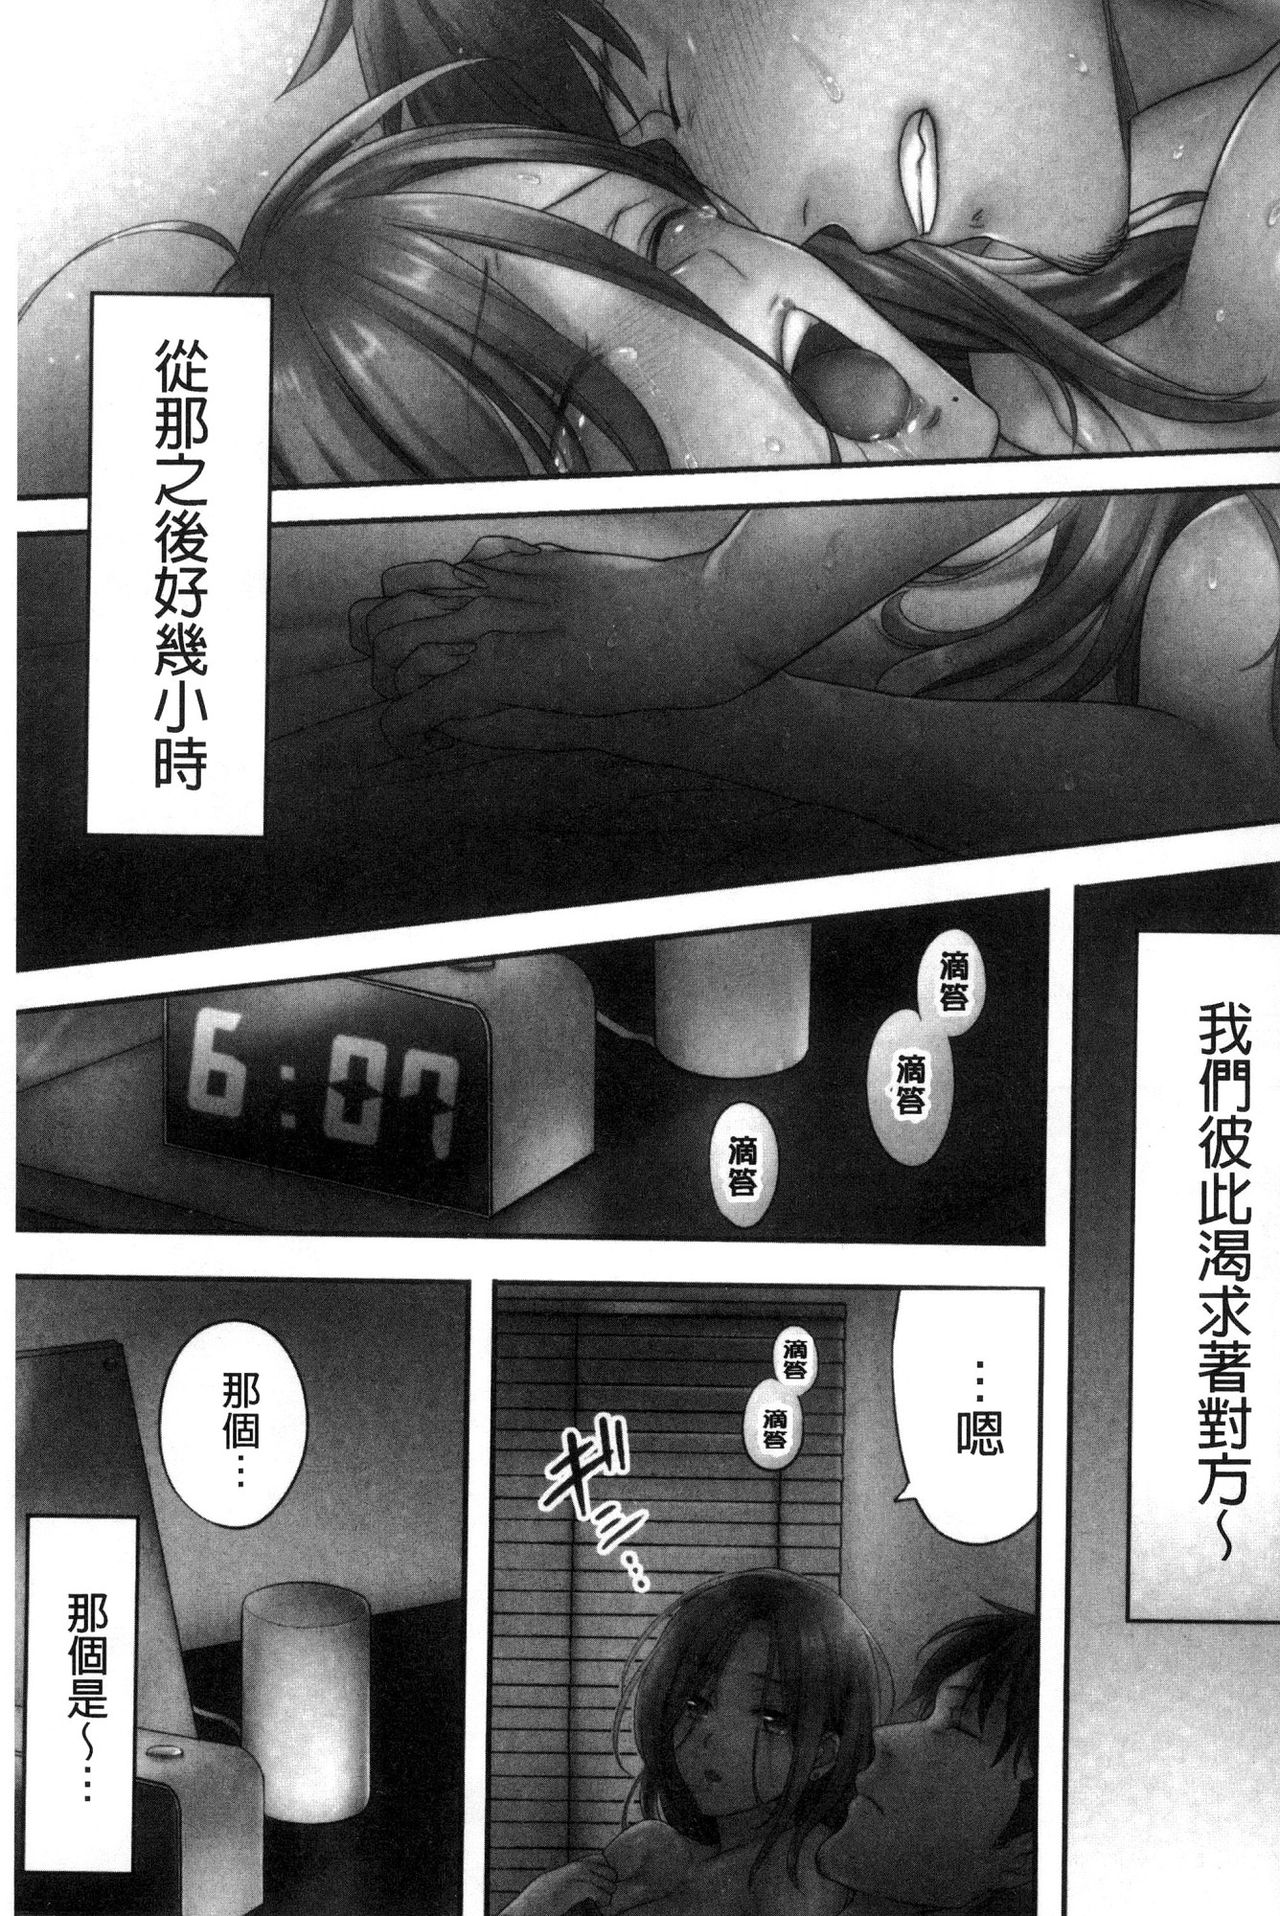 我們彼此渴求著對方～
從那之後好幾小時
滴答
滴答
滴答
6:07
…嗯
滴答
滴答
ギシ…
那個…
那個是～…